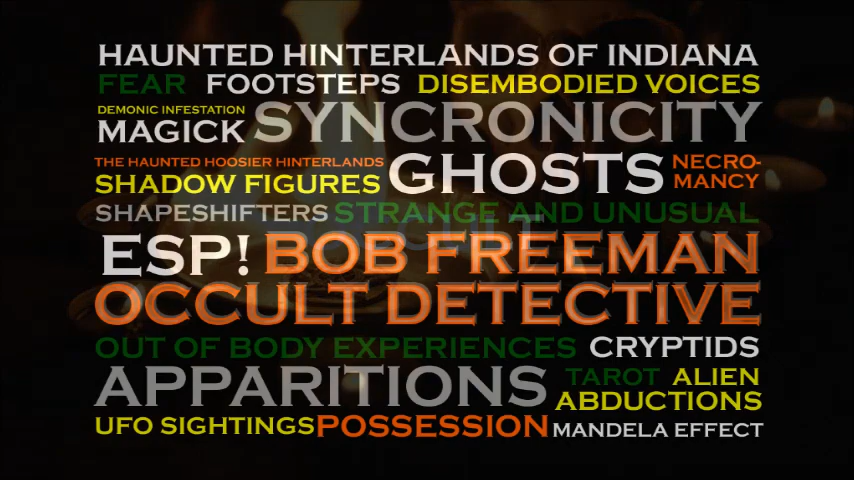 HAUNTED HINTERLANDS OF INDIANA
FEAR FOOTSTEPS DISEMBODIED VOICES
DEMONIC INFESTATION
MAGICK SYNCRONICITY
THE HAUNTED HOOSIER HINTERLANDS
SHADOW FIGURES GHOSTS NECRO-
MANCY
SHAPESHIFTERS STRANGE AND UNUSUAL
ESP! BOB FREEMAN
OCCULT DETECTIVE
OUT OF BODY EXPERIENCES CRYPTIDS
APPARITIONS TAROT ALIEN
ABDUCTIONS
UFO SIGHTINGS POSSESSION MANDELA EFFECT